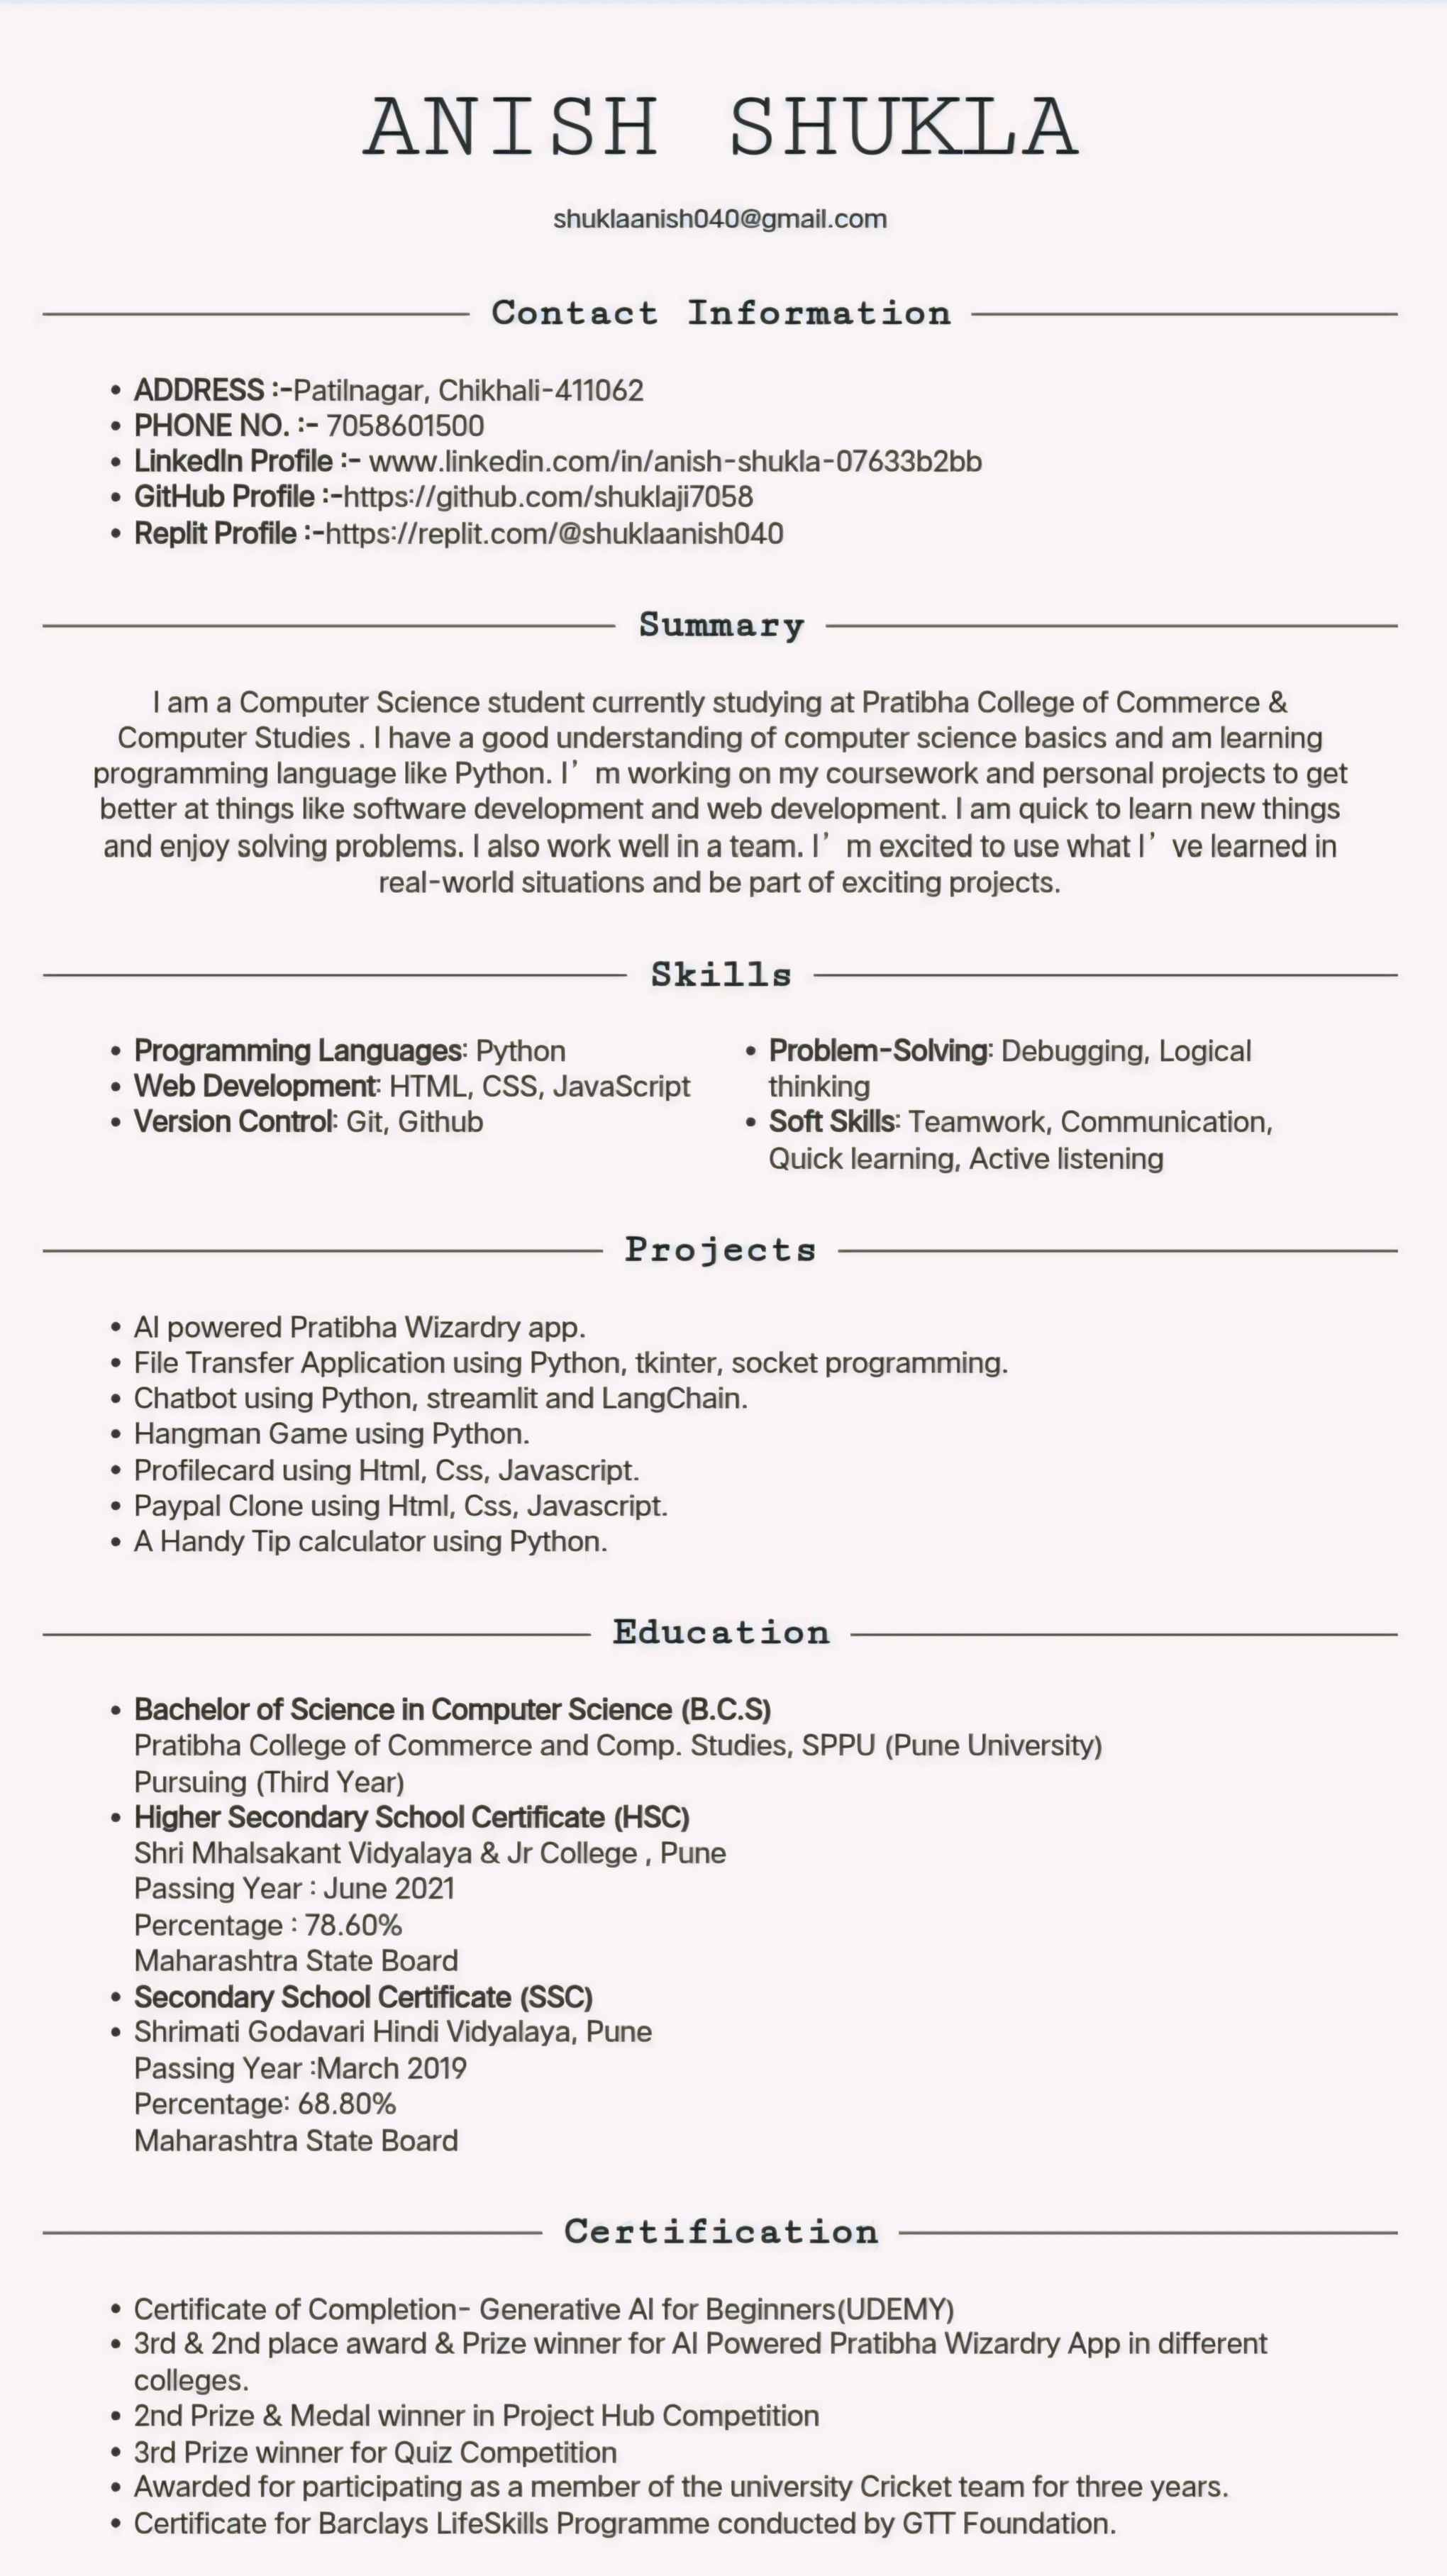 ANISH SHUKLA
shuklaanish040@gmail.com
Contact Information
• ADDRESS :-Patilnagar, Chikhali-411062
• PHONE NO. :- 7058601500
• LinkedIn Profile :- www.linkedin.com/in/anish-shukla-07633b2bb
• GitHub Profile :-https://github.com/shuklaji7058
• Replit Profile :-https://replit.com/@shuklaanish040
Summary
I am a Computer Science student currently studying at Pratibha College of Commerce &
Computer Studies . I have a good understanding of computer science basics and am learning
programming language like Python. I’ m working on my coursework and personal projects to get
better at things like software development and web development. I am quick to learn new things
and enjoy solving problems. I also work well in a team. I’ m excited to use what I’ ve learned in
real-world situations and be part of exciting projects.
Skills
• Programming Languages: Python
• Web Development: HTML, CSS, JavaScript
• Version Control: Git, Github
• Problem-Solving: Debugging, Logical
thinking
• Soft Skills: Teamwork, Communication,
Quick learning, Active listening
Projects
• AI powered Pratibha Wizardry app.
• File Transfer Application using Python, tkinter, socket programming.
• Chatbot using Python, streamlit and LangChain.
• Hangman Game using Python.
• Profilecard using Html, Css, Javascript.
• Paypal Clone using Html, Css, Javascript.
• A Handy Tip calculator using Python.
Education
• Bachelor of Science in Computer Science (B.C.S)
Pratibha College of Commerce and Comp. Studies, SPPU (Pune University)
Pursuing (Third Year)
• Higher Secondary School Certificate (HSC)
Shri Mhalsakant Vidyalaya & Jr College , Pune
Passing Year : June 2021
Percentage : 78.60%
Maharashtra State Board
• Secondary School Certificate (SSC)
• Shrimati Godavari Hindi Vidyalaya, Pune
Passing Year :March 2019
Percentage: 68.80%
Maharashtra State Board
Certification
• Certificate of Completion- Generative AI for Beginners(UDEMY)
• 3rd & 2nd place award & Prize winner for AI Powered Pratibha Wizardry App in different
colleges.
• 2nd Prize & Medal winner in Project Hub Competition
• 3rd Prize winner for Quiz Competition
• Awarded for participating as a member of the university Cricket team for three years.
• Certificate for Barclays LifeSkills Programme conducted by GTT Foundation.